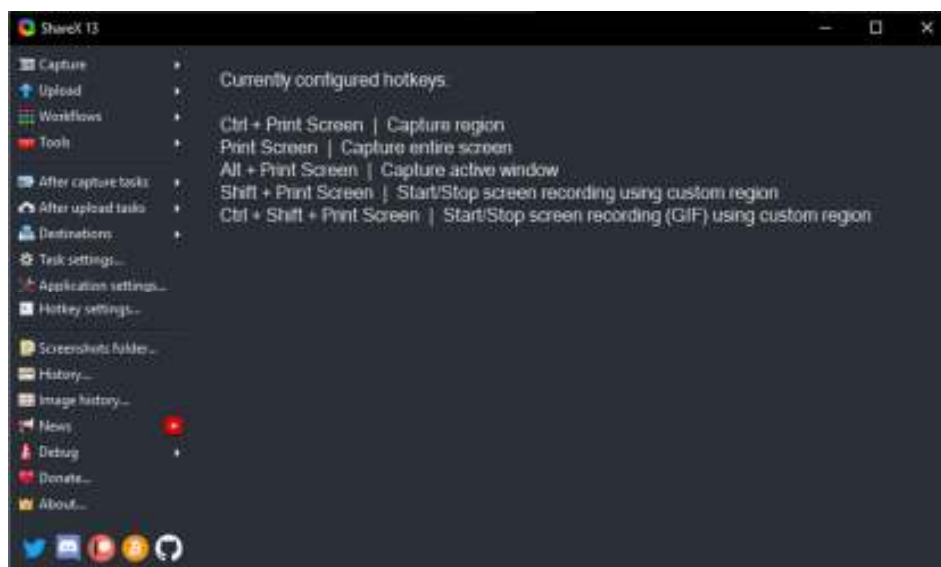 ShareX 13
Capture
Upload
Workflows
Tools
After capture tasks
After upload tasks
Destinations
Task settings...
Application settings...
Hotkey settings...
Screenshots folder...
History...
Image history...
News
Debug
Donate...
About...
Currently configured hotkeys:
Ctrl + Print Screen | Capture region
Print Screen | Capture entire screen
Alt + Print Screen | Capture active window
Shift + Print Screen | Start/Stop screen recording using custom region
Ctrl + Shift + Print Screen | Start/Stop screen recording (GIF) using custom region